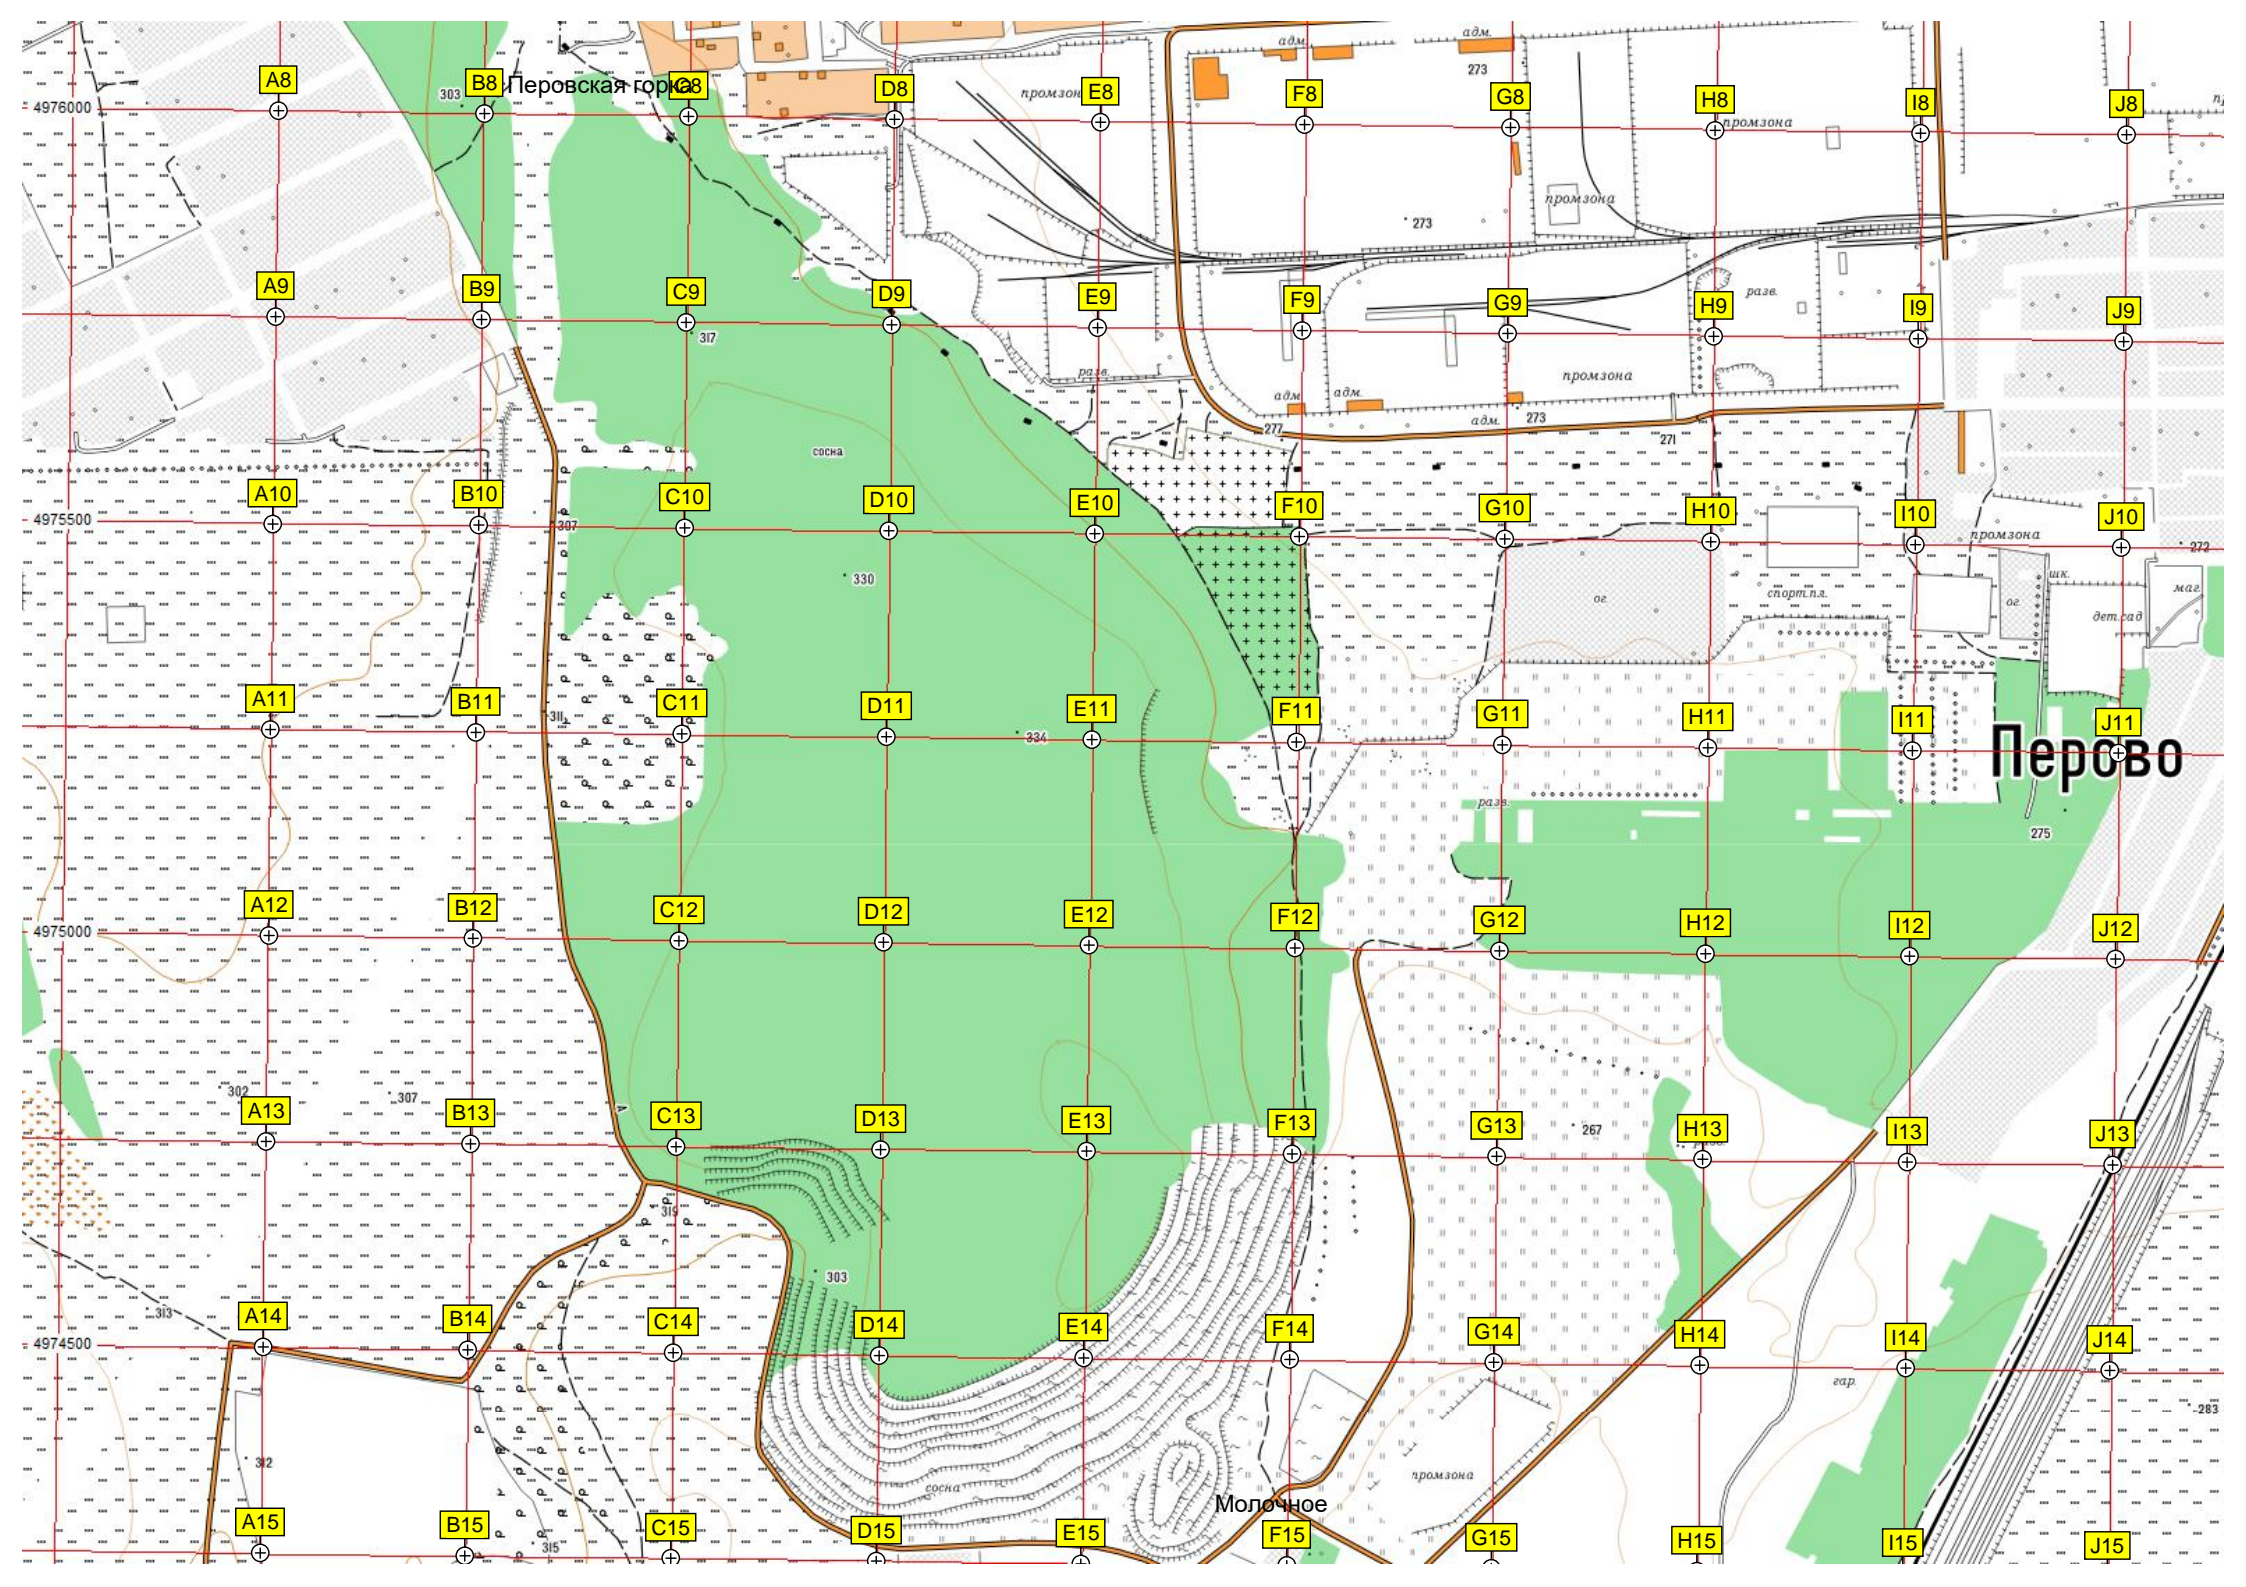 адм.
адм.
273
A8
303
B8
Перовская горка
C8
D8
промзон
E8
F8
G8
H8
промзона
I8
J8
4976000
промзона
273
A9
B9
C9
D9
E9
F9
G9
H9
разв.
I9
J9
317
разв.
промзона
адм.
адм.
277
адм.
273
271
сосна
A10
B10
C10
D10
E10
F10
G10
H10
I10
J10
4975500
307
промзона
272
330
ог.
спорт.пл.
ог.
шк.
маг.
дет.сад
A11
B11
C11
D11
E11
F11
G11
H11
I11
J11
311
334
Перово
разв.
275
A12
B12
C12
D12
E12
F12
G12
H12
I12
J12
4975000
302
307
A13
B13
C13
D13
E13
F13
G13
267
H13
I13
J13
319
303
313
A14
B14
C14
D14
E14
F14
G14
H14
I14
J14
4974500
гар.
283
312
сосна
промзона
Молочное
A15
B15
315
C15
D15
E15
F15
G15
H15
I15
J15